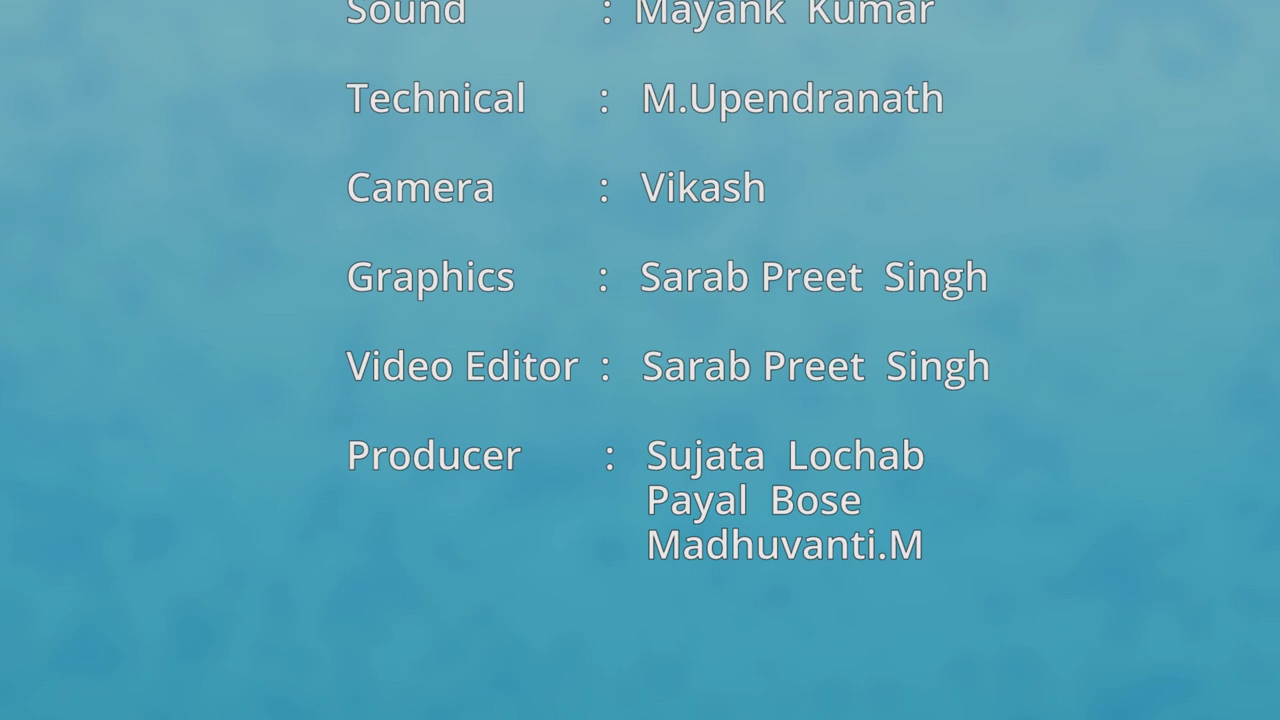 Sound : Mayank Kumar
Technical : M.Upendranath
Camera : Vikash
Graphics : Sarab Preet Singh
Video Editor : Sarab Preet Singh
Producer : Sujata Lochab
Payal Bose
Madhuvanti.M